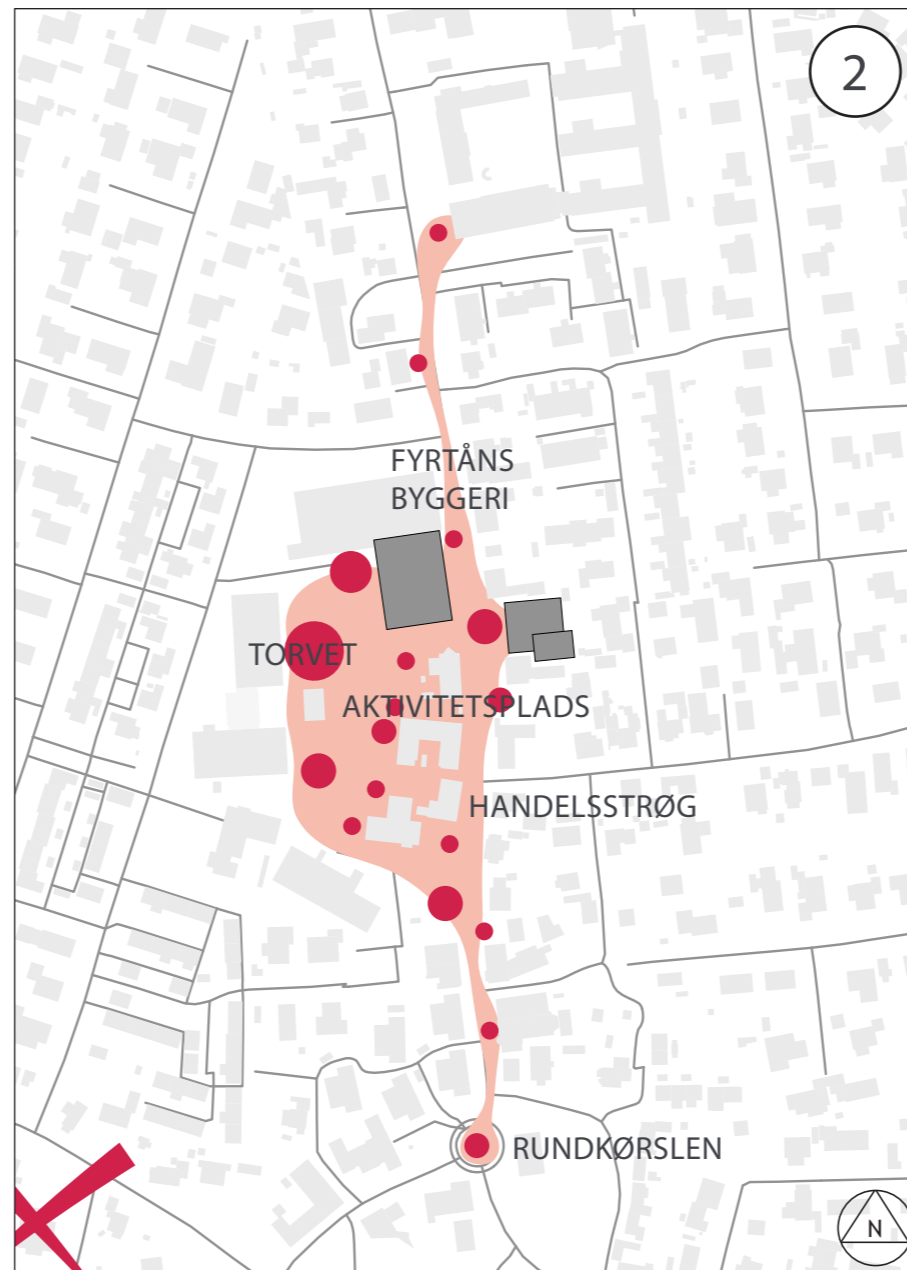 2
FYRTÅNS
BYGGERI
TORVET
AKTIVITETSPLADS
HANDELSSTRØG
RUNDKØRSLEN
N